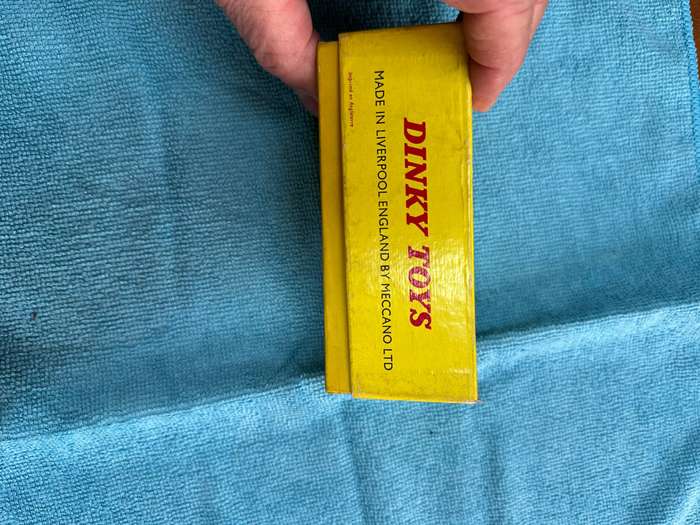 DINKY TOYS
MADE IN LIVERPOOL ENGLAND BY MECCANO LTD